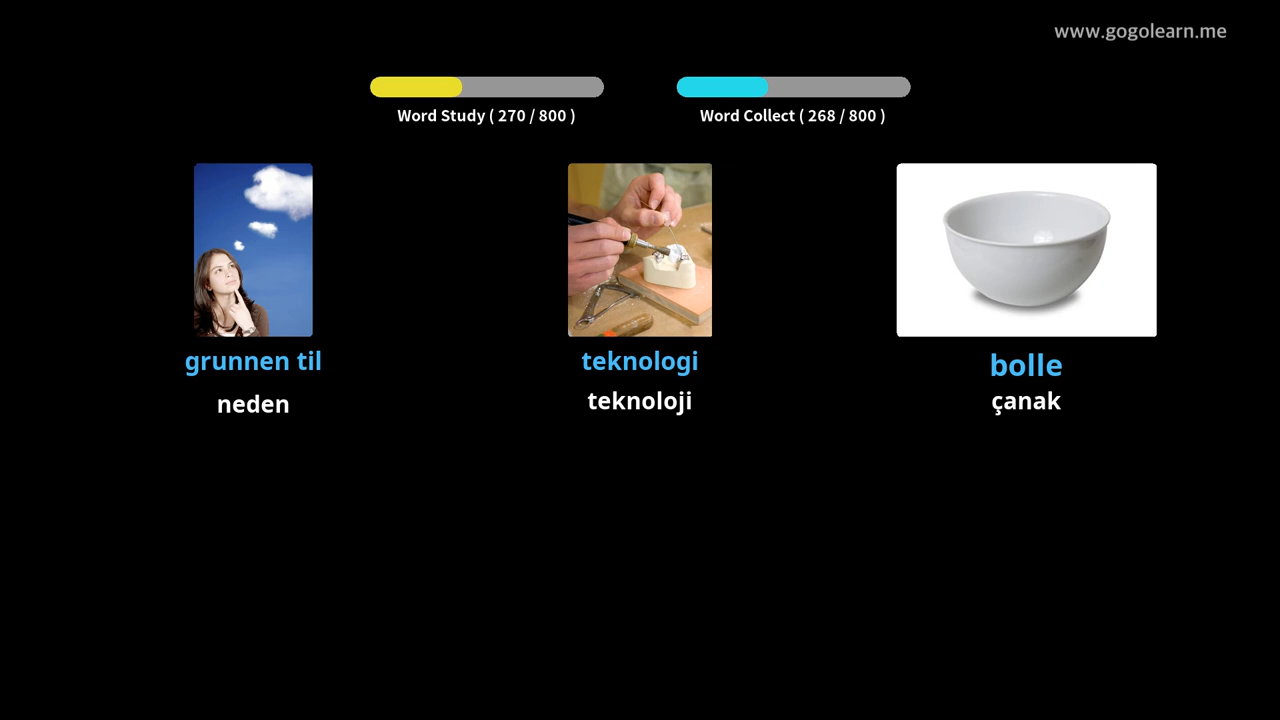 www.gogolearn.me
Word Study ( 270 / 800 )
Word Collect ( 268 / 800 )
grunnen til
neden
teknologi
teknoloji
bolle
çanak